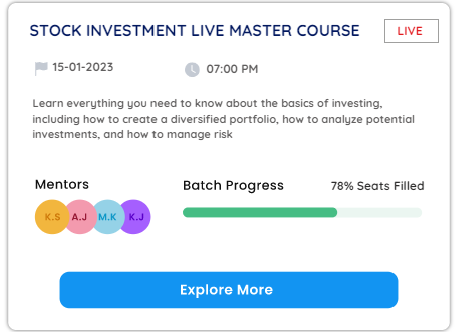 STOCK INVESTMENT LIVE MASTER COURSE
LIVE
15-01-2023
07:00 PM
Learn everything you need to know about the basics of investing,
including how to create a diversified portfolio, how to analyze potential
investments, and how to manage risk
Mentors
Batch Progress
78% Seats Filled
K.S
A.J
M.K
K.J
Explore More